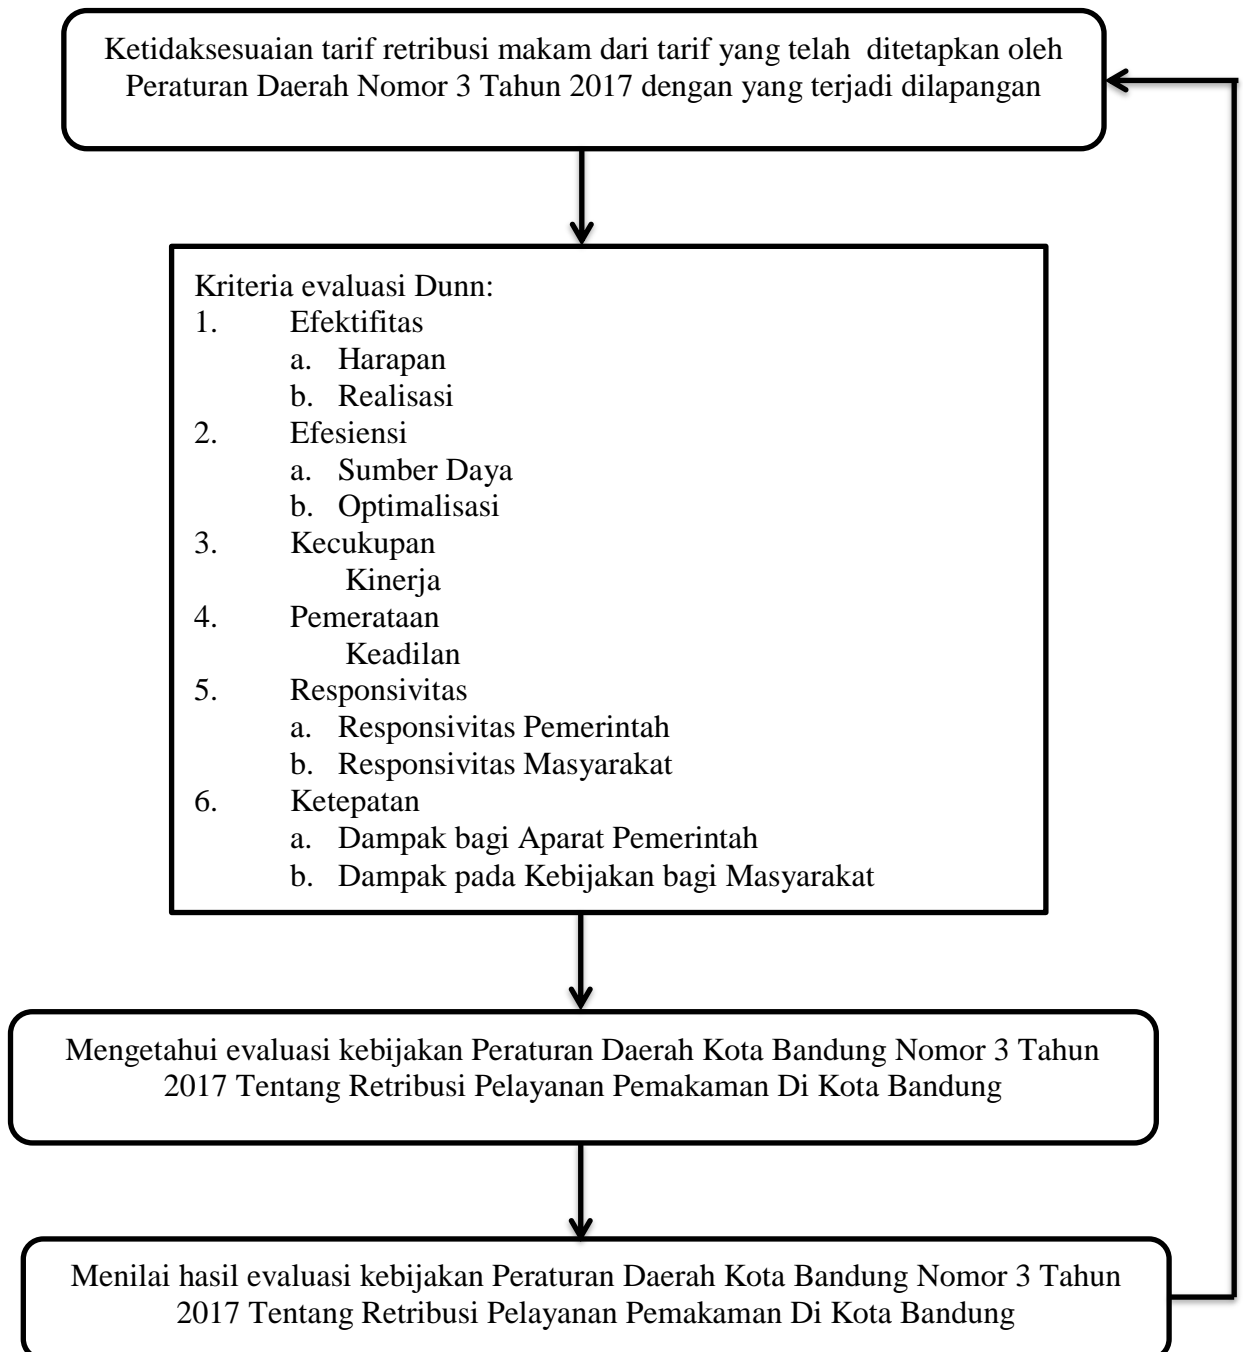 Ketidaksesuaian tarif retribusi makam dari tarif yang telah ditetapkan oleh
Peraturan Daerah Nomor 3 Tahun 2017 dengan yang terjadi dilapangan
Kriteria evaluasi Dunn:
1. Efektifitas
a. Harapan
b. Realisasi
2. Efesiensi
a. Sumber Daya
b. Optimalisasi
3. Kecukupan
Kinerja
4. Pemerataan
Keadilan
5. Responsivitas
a. Responsivitas Pemerintah
b. Responsivitas Masyarakat
6. Ketepatan
a. Dampak bagi Aparat Pemerintah
b. Dampak pada Kebijakan bagi Masyarakat
Mengetahui evaluasi kebijakan Peraturan Daerah Kota Bandung Nomor 3 Tahun
2017 Tentang Retribusi Pelayanan Pemakaman Di Kota Bandung
Menilai hasil evaluasi kebijakan Peraturan Daerah Kota Bandung Nomor 3 Tahun
2017 Tentang Retribusi Pelayanan Pemakaman Di Kota Bandung